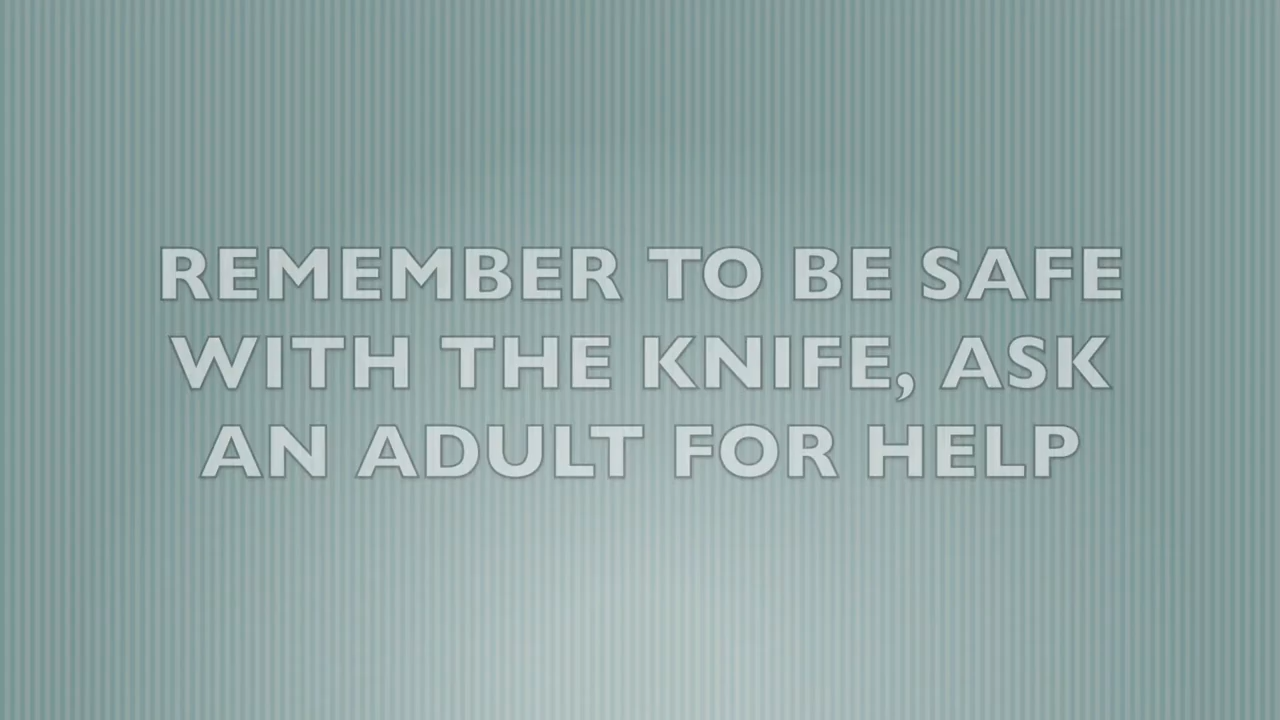 REMEMBER TO BE SAFE
WITH THE KNIFE, ASK
AN ADULT FOR HELP